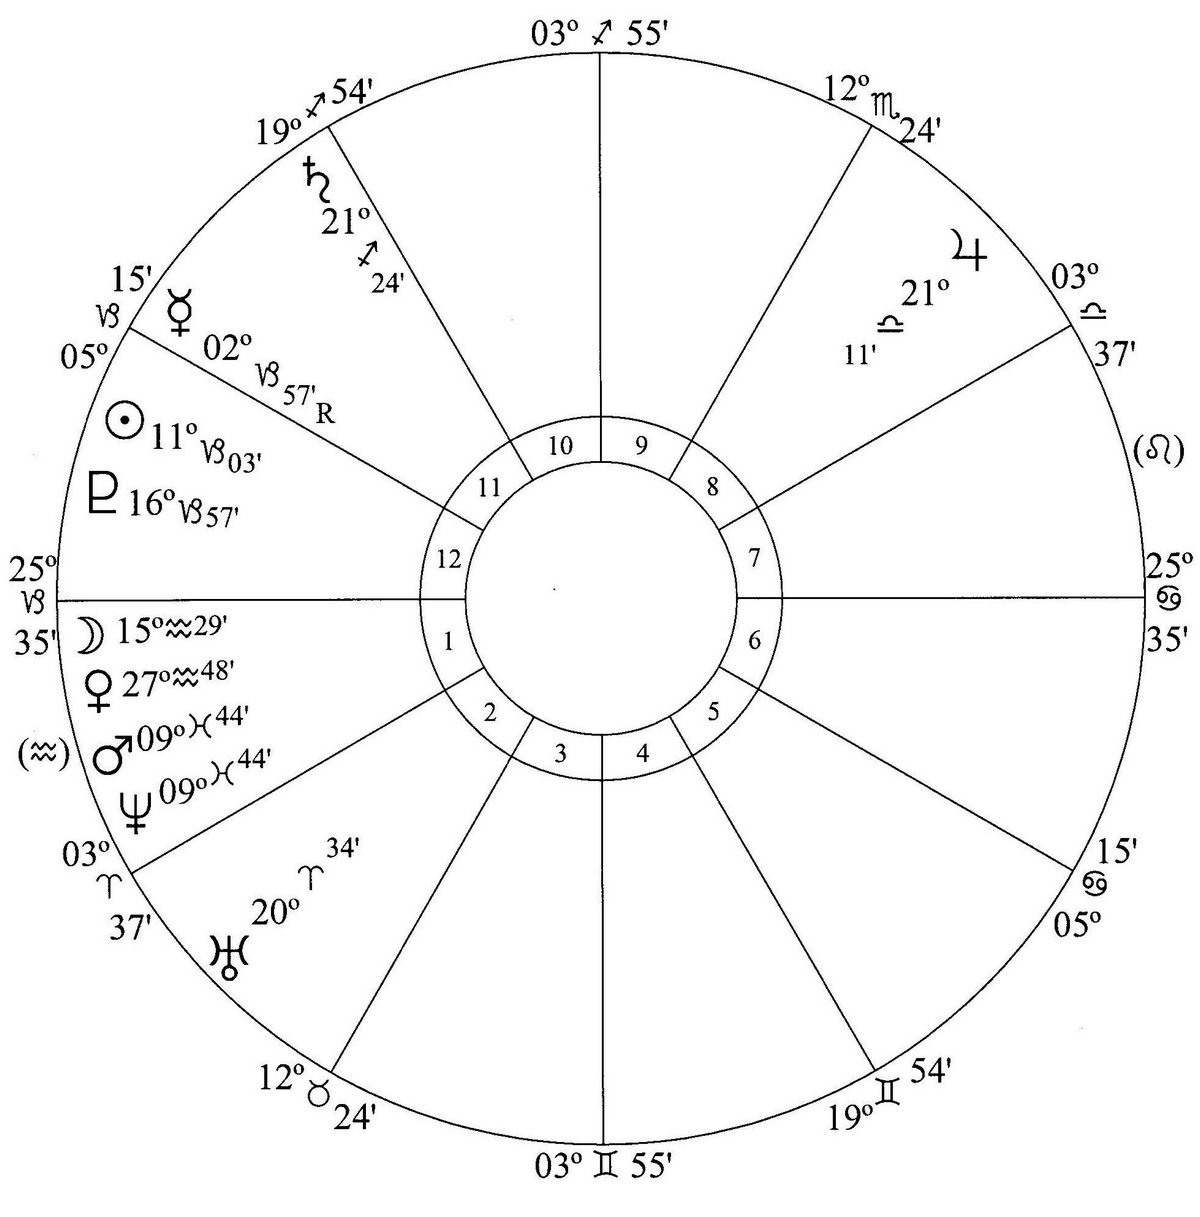 03º ♐ 55'
12º ♏ 24'
19º ♐ 54'
♄ 21º ♐ 24'
♃ 21º ♎ 11'
03º ♎ 37'
15' ♑ 05º
☿ 02º ♑ 57' R
☉ 11º ♑ 03'
♇ 16º ♑ 57'
(♌)
10 9
11 8
12 7
1 6
2 5
3 4
25º ♑ 35'
25º ♋ 35'
☽ 15º ♒ 29'
♀ 27º ♒ 48'
♂ 09º ♓ 44'
(♒)
♆ 09º ♓ 44'
03º ♈ 37'
♅ 20º ♈ 34'
15' ♋ 05º
12º ♉ 24'
19º ♊ 54'
03º ♊ 55'